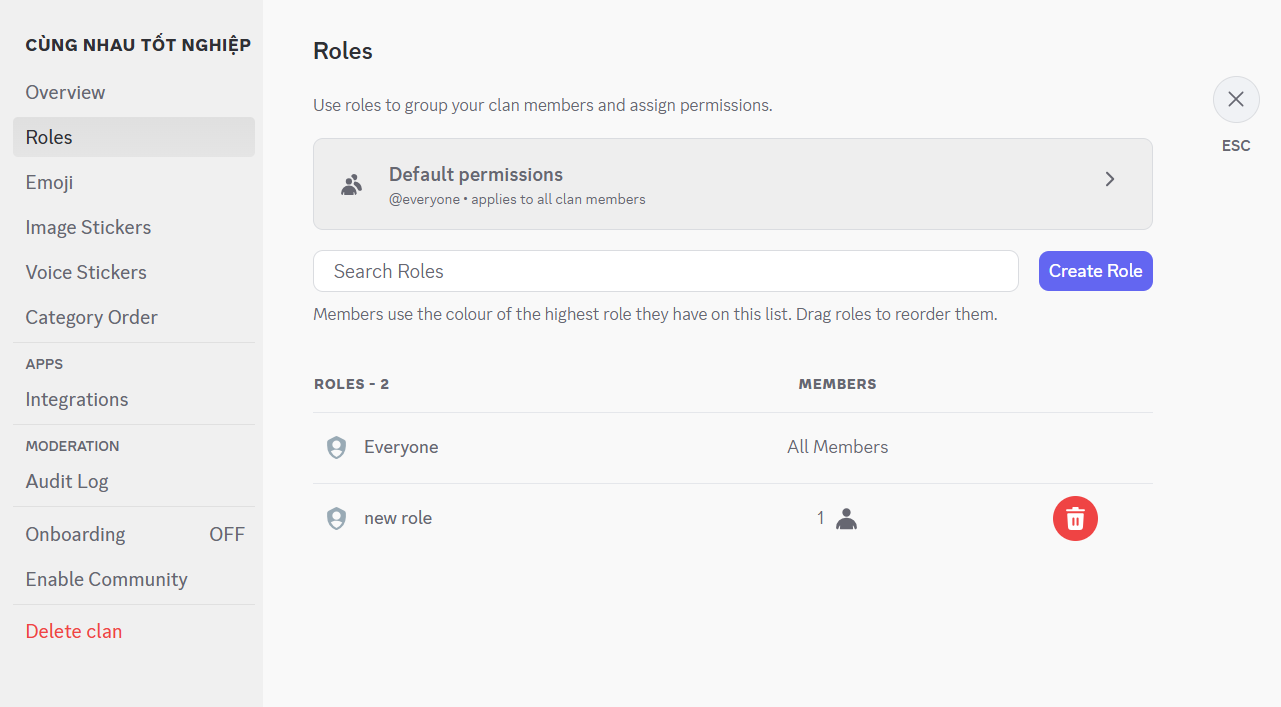 CÙNG NHAU TỐT NGHIỆP
Overview
Roles
Emoji
Image Stickers
Voice Stickers
Category Order
APPS
Integrations
MODERATION
Audit Log
Onboarding OFF
Enable Community
Delete clan
Roles
Use roles to group your clan members and assign permissions.
Default permissions
@everyone • applies to all clan members
Search Roles
Create Role
Members use the colour of the highest role they have on this list. Drag roles to reorder them.
ROLES - 2 MEMBERS
Everyone All Members
new role 1
ESC